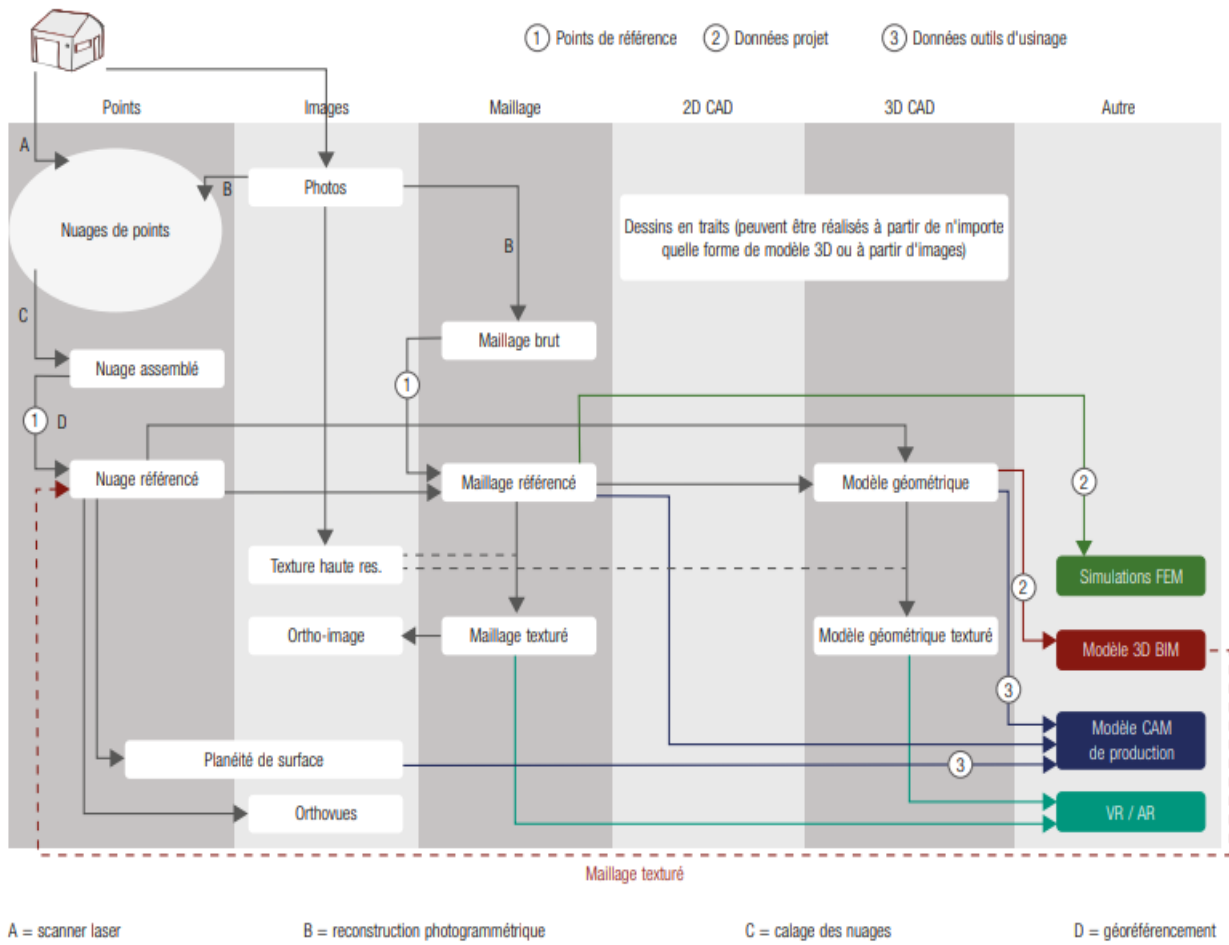 1 Points de référence 2 Données projet 3 Données outils d'usinage
Points Images Maillage 2D CAD 3D CAD Autre
A
B
Photos
Nuages de points
B
Dessins en traits (peuvent être réalisés à partir de n'importe
quelle forme de modèle 3D ou à partir d'images)
C
Maillage brut
Nuage assemblé
1
1 D
Nuage référencé
Maillage référencé
Modèle géométrique
2
Texture haute res.
Simulations FEM
2
Ortho-image
Maillage texturé
Modèle géométrique texturé
Modèle 3D BIM
3
Modèle CAM
de production
Planéité de surface
3
Orthovues
VR / AR
Maillage texturé
A = scanner laser B = reconstruction photogrammétrique C = calage des nuages D = géoréférencement